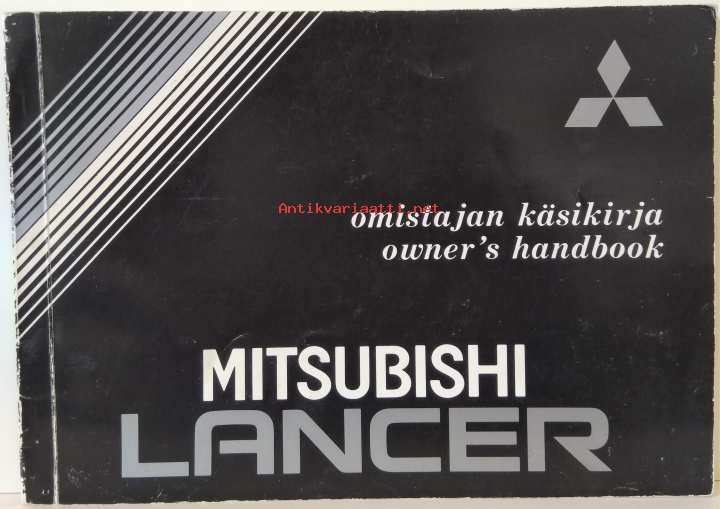 Antikvariaatti.net
omistajan käsikirja
owner's handbook
MITSUBISHI
LANCER